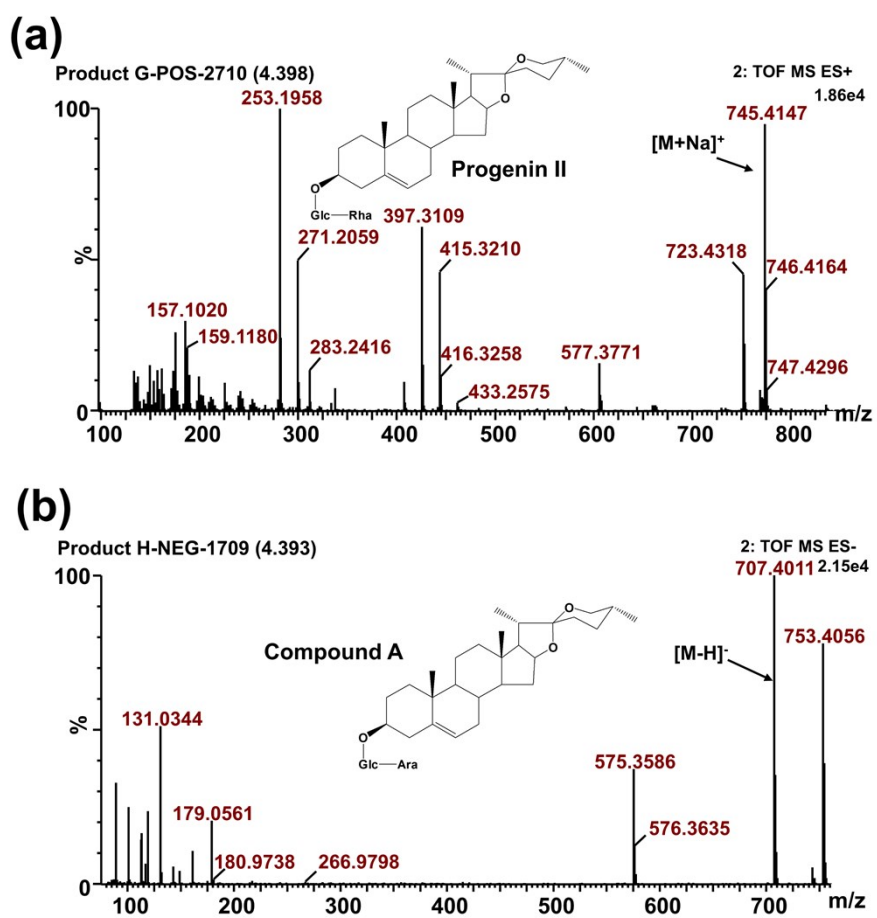 (a)
Product G-POS-2710 (4.398)
2: TOF MS ES+
1.86e4
100
253.1958
745.4147
[M+Na]+
O
O
Progenin II
O
Glc Rha
397.3109
271.2059
415.3210
723.4318
746.4164
%
157.1020
159.1180
283.2416
416.3258
577.3771
747.4296
433.2575
0
100 200 300 400 500 600 700 800 m/z
(b)
Product H-NEG-1709 (4.393)
2: TOF MS ES-
707.4011 2.15e4
100
753.4056
O
O
Compound A
[M-H]-
131.0344
%
O
Glc Ara
575.3586
179.0561
576.3635
180.9738
266.9798
0
100 200 300 400 500 600 700 m/z